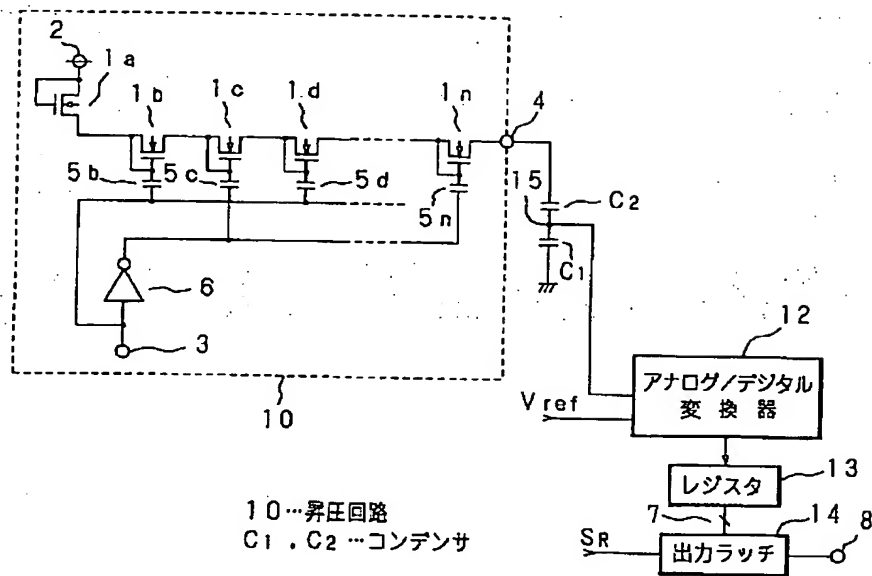 2
1a
1b
1c
1d
1n
4
5b
5c
5d
5n
15
C2
C1
6
3
10
12
アナログ/デジタル
変換器
Vref
13
レジスタ
7
14
8
SR
出力ラッチ
10…昇圧回路
C1, C2…コンデンサ